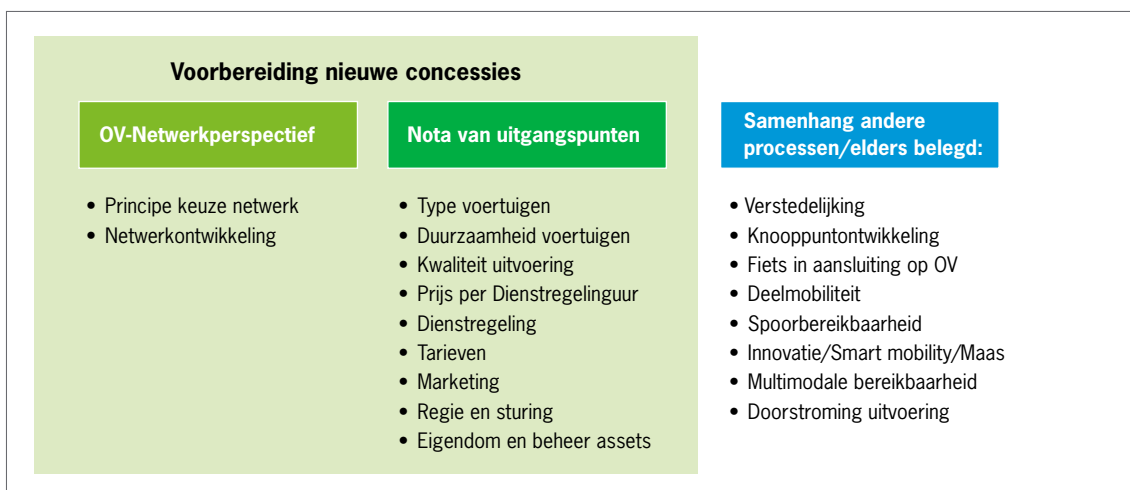 Voorbereiding nieuwe concessies
OV-Netwerkperspectief
• Principe keuze netwerk
• Netwerkontwikkeling
Nota van uitgangspunten
• Type voertuigen
• Duurzaamheid voertuigen
• Kwaliteit uitvoering
• Prijs per Dienstregelinguur
• Dienstregeling
• Tarieven
• Marketing
• Regie en sturing
• Eigendom en beheer assets
Samenhang andere
processen/elders belegd:
• Verstedelijking
• Knooppuntontwikkeling
• Fiets in aansluiting op OV
• Deelmobiliteit
• Spoorbereikbaarheid
• Innovatie/Smart mobility/Maas
• Multimodale bereikbaarheid
• Doorstroming uitvoering